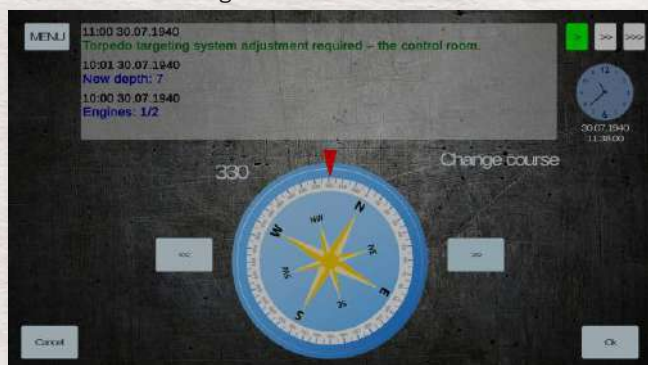 MENU
11:00 30.07.1940
Torpedo targeting system adjustment required – the control room.
10:01 30.07.1940
New depth: 7
10:00 30.07.1940
Engines: 1/2
>
>>
>>>
12
6
30.07.1940
11:38:00
330
Change course
N
NW
W
NE
SW
E
S
SE
<<
>>
Cancel
Ok